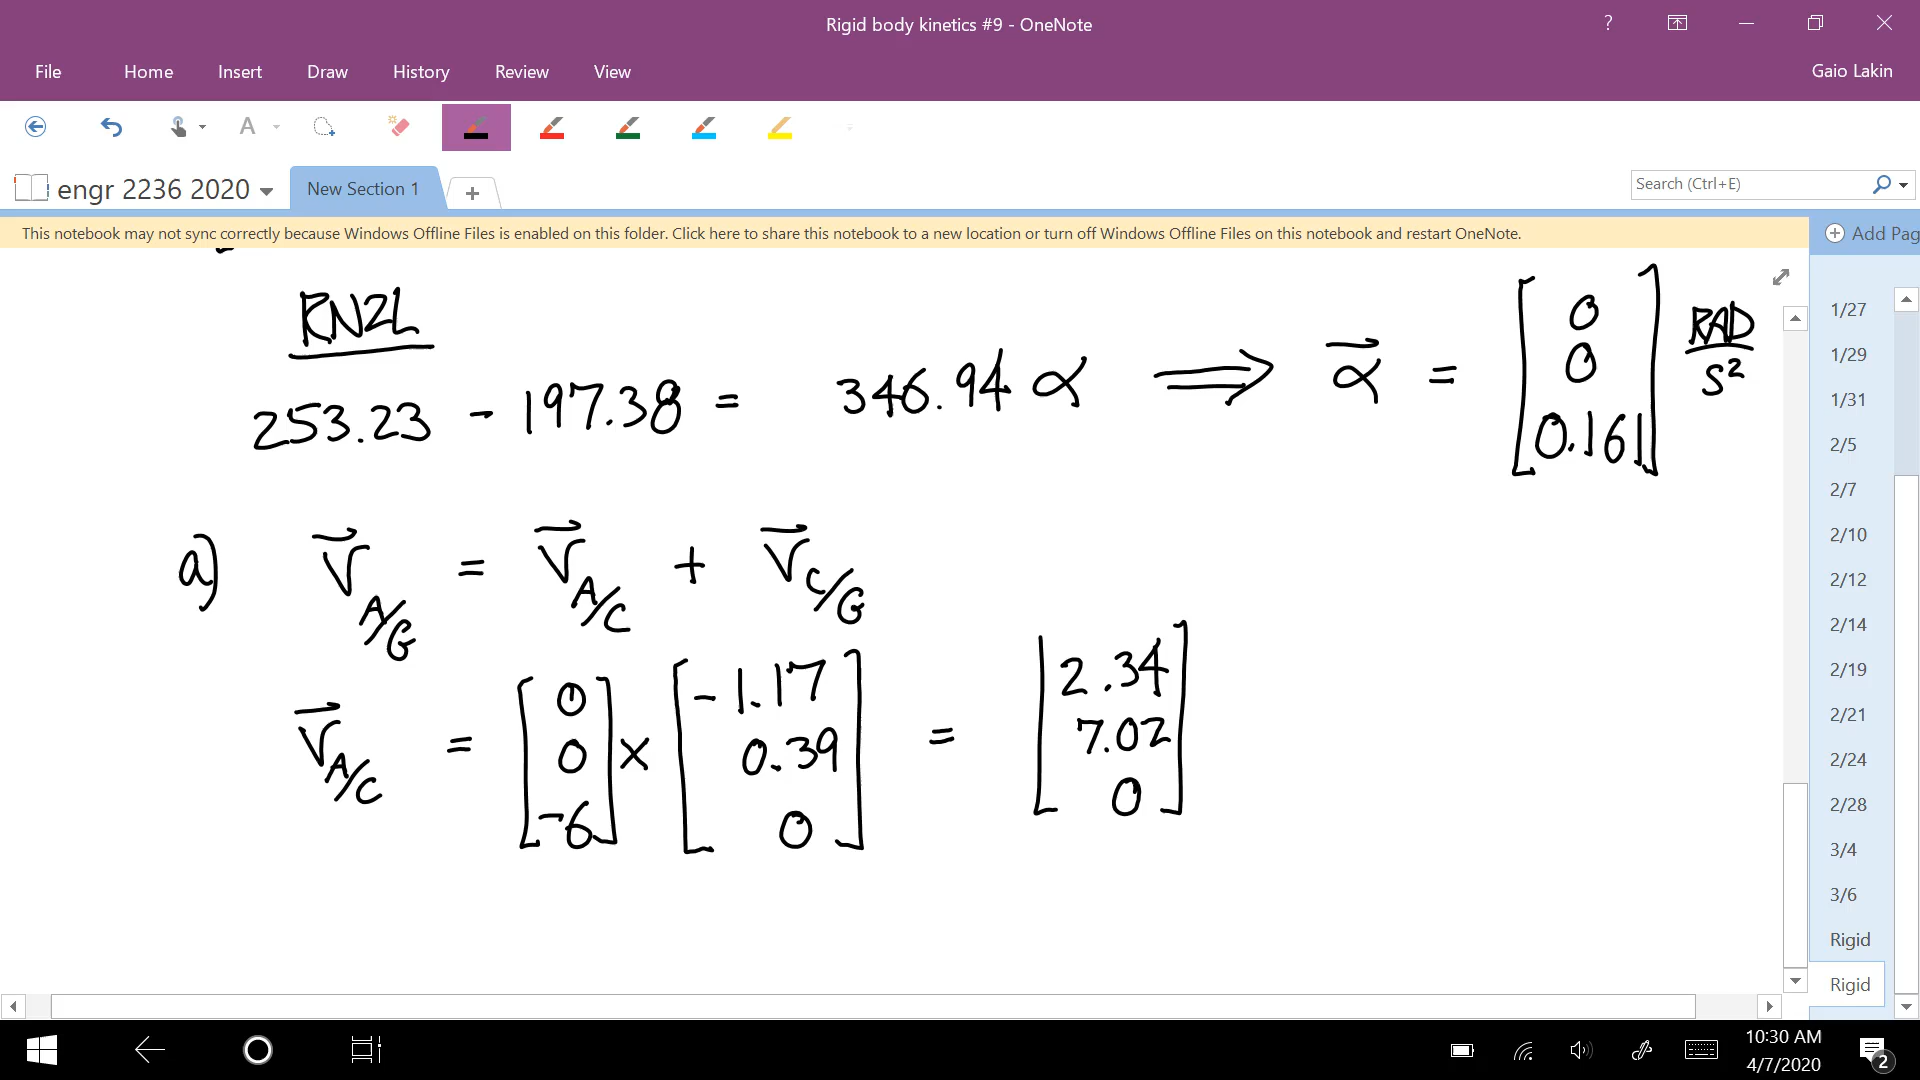 Rigid body kinetics #9 - OneNote
?
File Home Insert Draw History Review View
Gaio Lakin
A
engr 2236 2020
New Section 1
+
Search (Ctrl+E)
This notebook may not sync correctly because Windows Offline Files is enabled on this folder. Click here to share this notebook to a new location or turn off Windows Offline Files on this notebook and restart OneNote.
Add Pag
1/27
1/29
1/31
2/5
2/7
2/10
2/12
2/14
2/19
2/21
2/24
2/28
3/4
3/6
Rigid
Rigid
RN2L
253.23 - 197.38 = 346.94 α ⟹ α⃗ = [0 0 0.161] RAD/S²
a) V⃗ A/G = V⃗ A/C + V⃗ C/G
V⃗ A/C = [0 0 -6] × [-1.17 0.39 0] = [2.34 7.02 0]
10:30 AM
4/7/2020
2